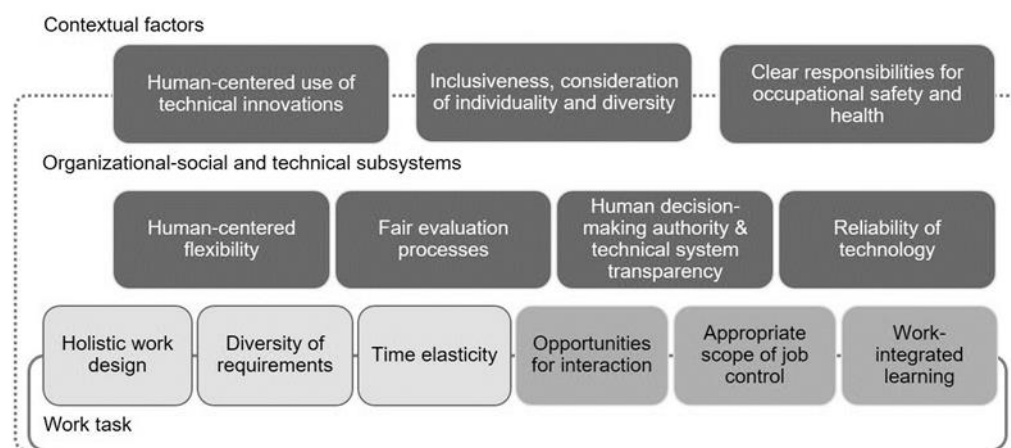 Contextual factors
Human-centered use of
technical innovations
Inclusiveness, consideration
of individuality and diversity
Clear responsibilities for
occupational safety and
health
Organizational-social and technical subsystems
Human-centered
flexibility
Fair evaluation
processes
Human decision-
making authority &
technical system
transparency
Reliability of
technology
Holistic work
design
Diversity of
requirements
Time elasticity
Opportunities
for interaction
Appropriate
scope of job
control
Work-
integrated
learning
Work task